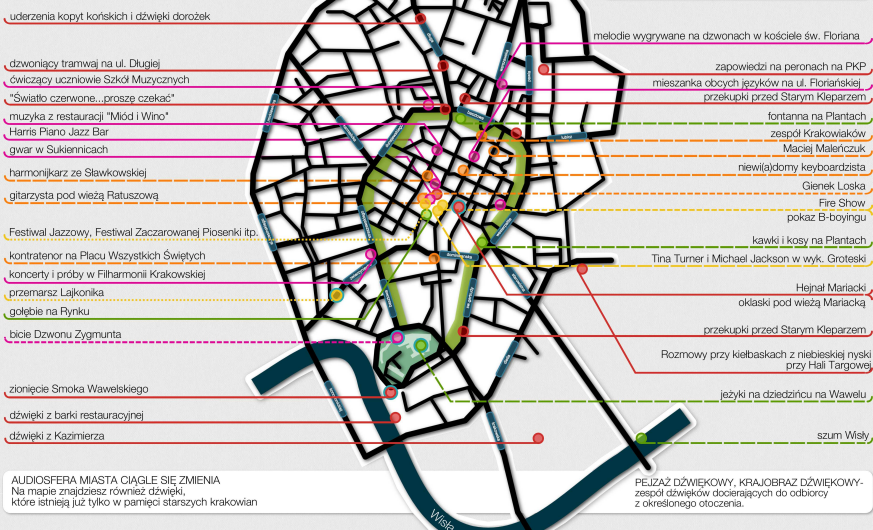 uderzenia kopyt końskich i dźwięki dorożek
dzwoniący tramwaj na ul. Długiej
ćwiczący uczniowie Szkół Muzycznych
"Światło czerwone...proszę czekać"
muzyka z restauracji "Miód i Wino"
Harris Piano Jazz Bar
gwar w Sukiennicach
harmonijkarz ze Sławkowskiej
gitarzysta pod wieżą Ratuszową
Festiwal Jazzowy, Festiwal Zaczarowanej Piosenki itp.
kontratenor na Placu Wszystkich Świętych
koncerty i próby w Filharmonii Krakowskiej
przemarsz Lajkonika
gołębie na Rynku
bicie Dzwonu Zygmunta
zionięcie Smoka Wawelskiego
dźwięki z barki restauracyjnej
dźwięki z Kazimierza
melodie wygrywane na dzwonach w kościele św. Floriana
zapowiedzi na peronach na PKP
mieszanka obcych języków na ul. Floriańskiej
przekupki przed Starym Kleparzem
fontanna na Plantach
zespół Krakowiaków
Maciej Maleńczuk
niewi(a)domy keyboardzista
Gienek Loska
Fire Show
pokaz B-boyingu
kawki i kosy na Plantach
Tina Turner i Michael Jackson w wyk. Groteski
Hejnał Mariacki
oklaski pod wieżą Mariacką
przekupki przed Starym Kleparzem
Rozmowy przy kiełbaskach z niebieskiej nyski
przy Hali Targowej
jeżyki na dziedzińcu na Wawelu
szum Wisły
Wisła
AUDIOSFERA MIASTA CIĄGLE SIĘ ZMIENIA
Na mapie znajdziesz również dźwięki,
które istnieją już tylko w pamięci starszych krakowian
PEJZAŻ DŹWIĘKOWY, KRAJOBRAZ DŹWIĘKOWY-
zespół dźwięków docierających do odbiorcy
z określonego otoczenia.